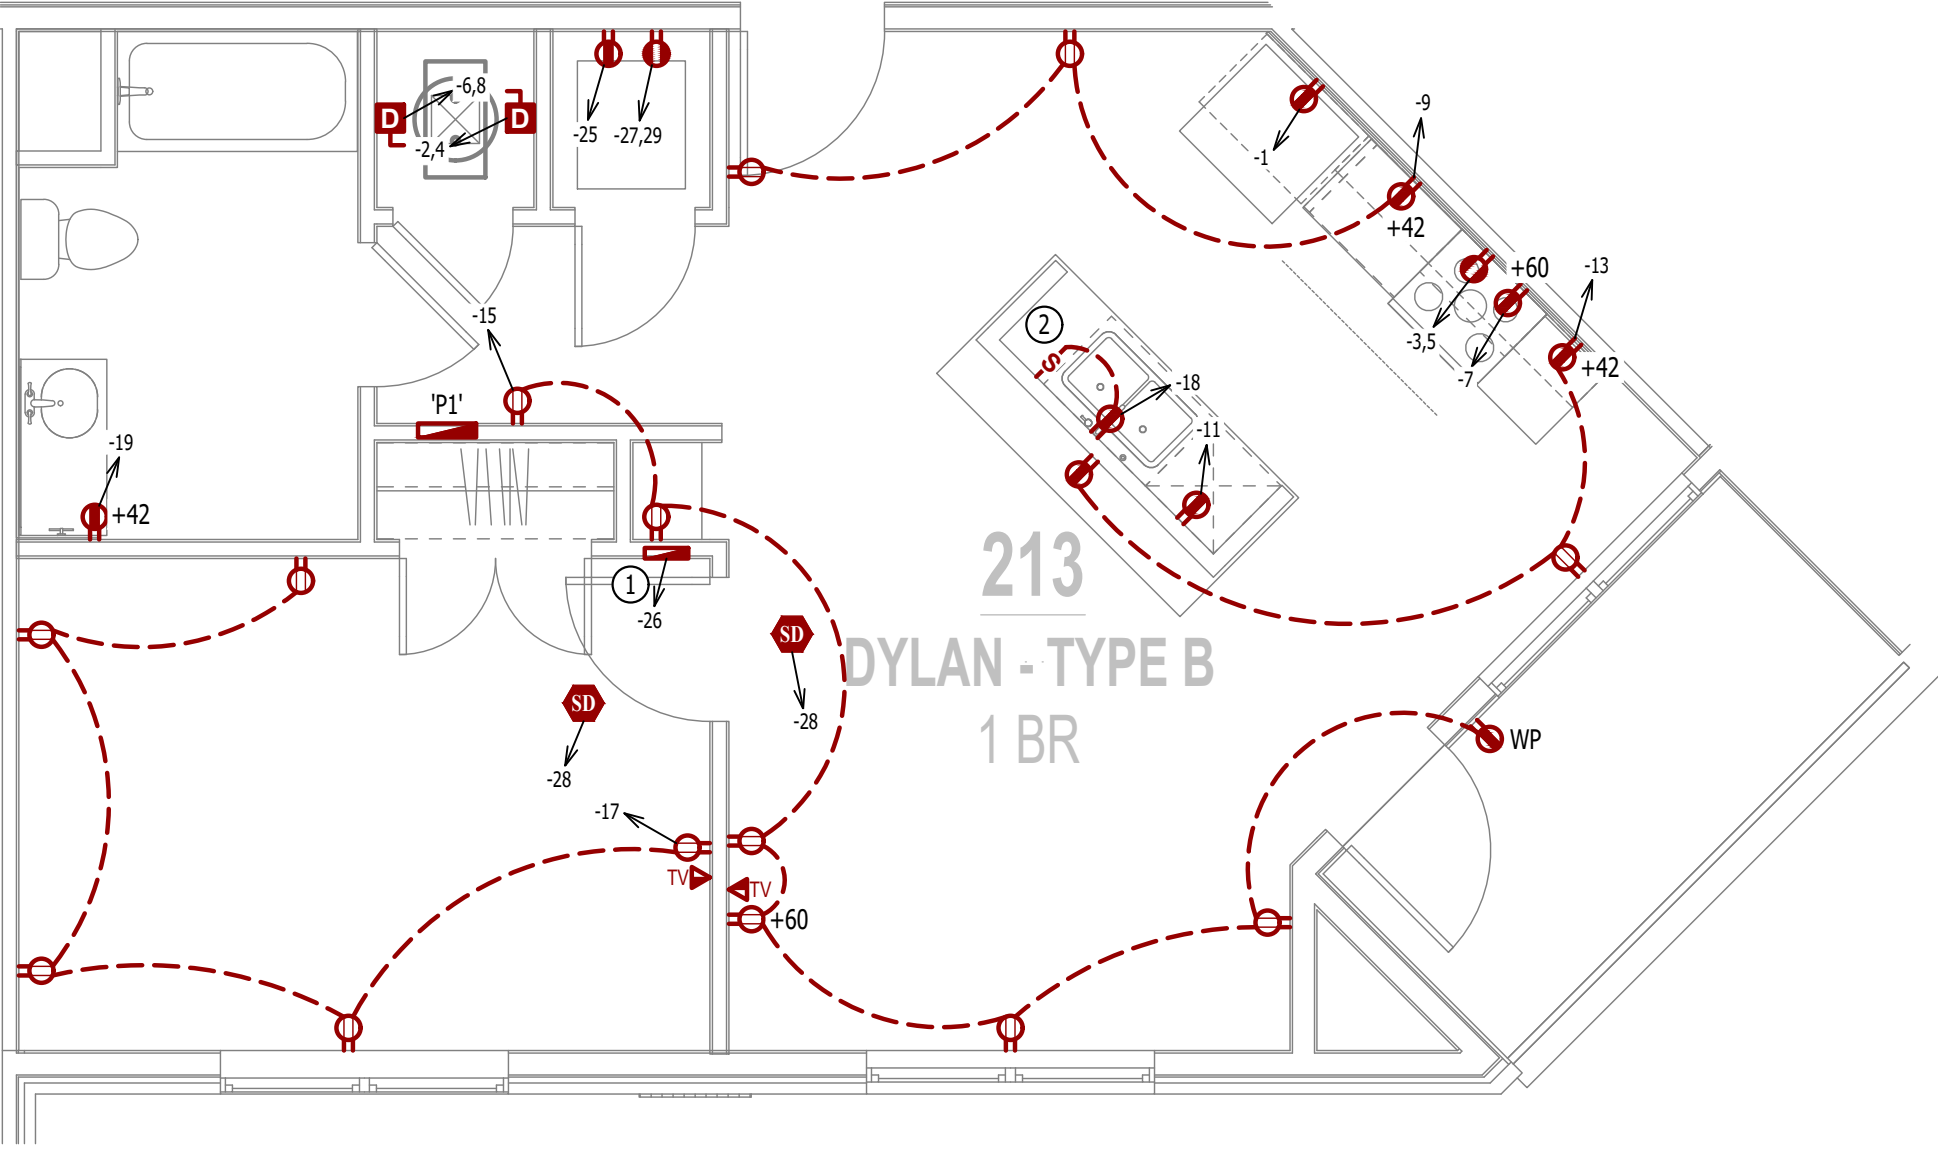 -6,8
D
D
-2,4
-25
-27,29
-1
-9
+42
+60
-13
-3,5
-7
+42
-15
2
S
-18
-11
'P1'
-19
+42
1
-26
213
DYLAN - TYPE B
1 BR
SD
-28
SD
-28
WP
-17
TV
TV
+60